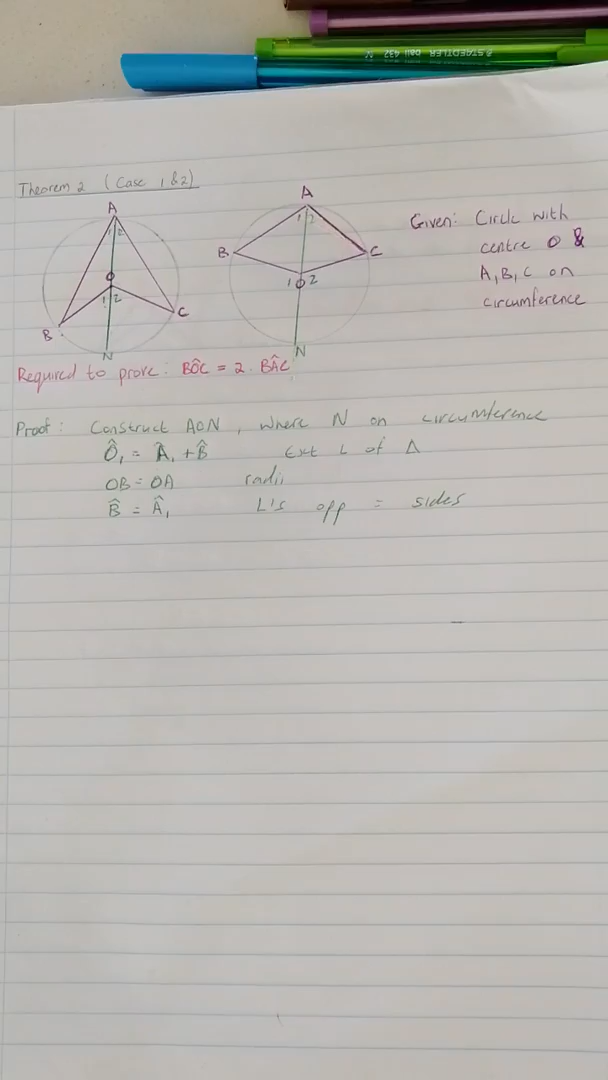 STAEDTLER ball 432
Theorem 2 (Case 1 & 2)
A
1 2
O
1 2
B
C
N
A
1 2
B
C
1 O 2
N
Given: Circle with
centre O &
A, B, C on
circumference
Required to prove: BÔC = 2 . BÂC
Proof: Construct AON, where N on circumference
Ô₁ = Â₁ + B̂ Ext ∟ of Δ
OB = OA radii
B̂ = Â₁ ∟'s opp = sides